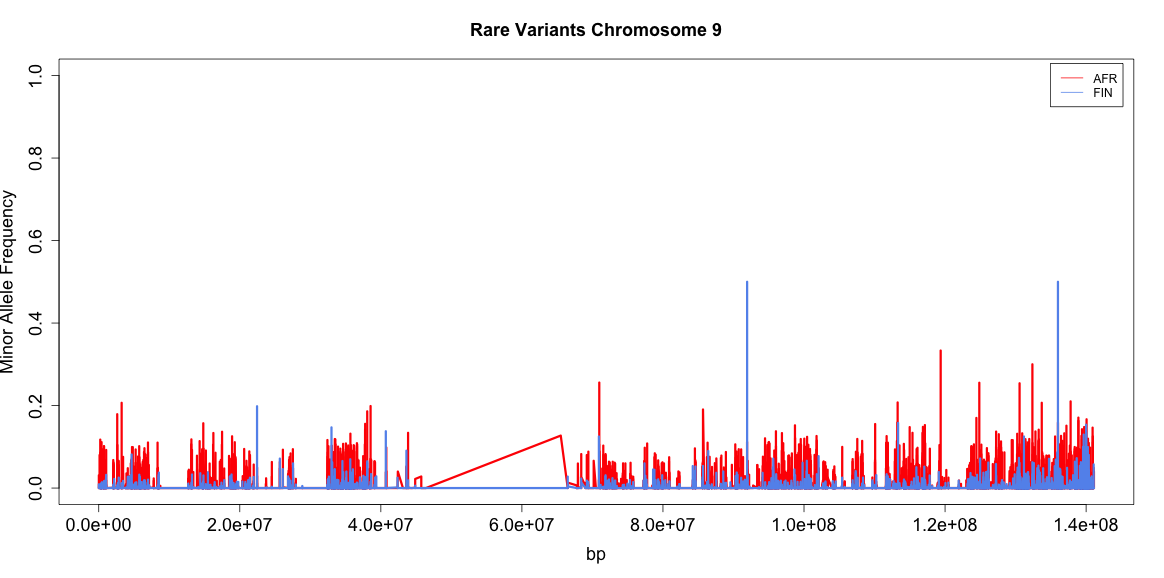 Rare Variants Chromosome 9
AFR
FIN
Minor Allele Frequency
1.0
0.8
0.6
0.4
0.2
0.0
0.0e+00 2.0e+07 4.0e+07 6.0e+07 8.0e+07 1.0e+08 1.2e+08 1.4e+08
bp